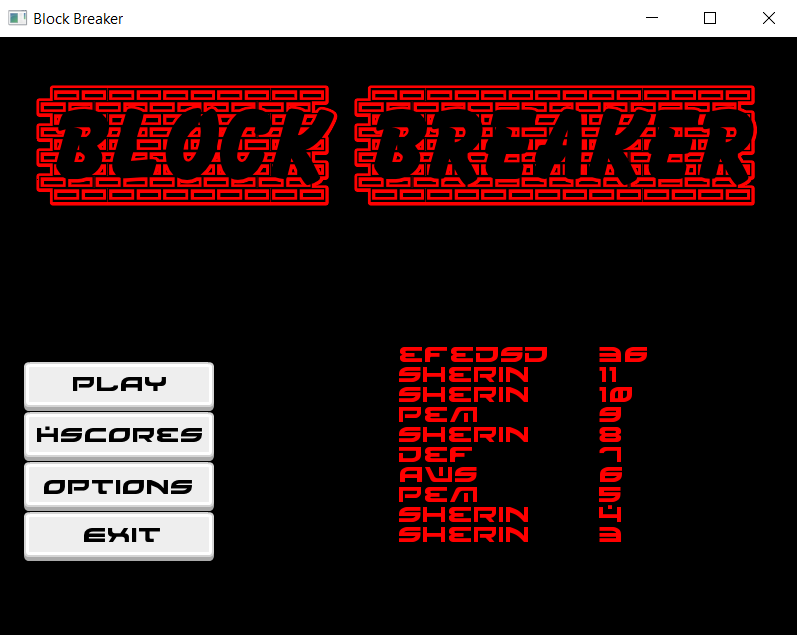 Block Breaker
BLOCK BREAKER
PLAY
HSCORES
OPTIONS
EXIT
EFEDSD 36
SHERIN 11
SHERIN 10
PEM 9
SHERIN 8
DEF 7
AWS 6
PEM 5
SHERIN 4
SHERIN 3